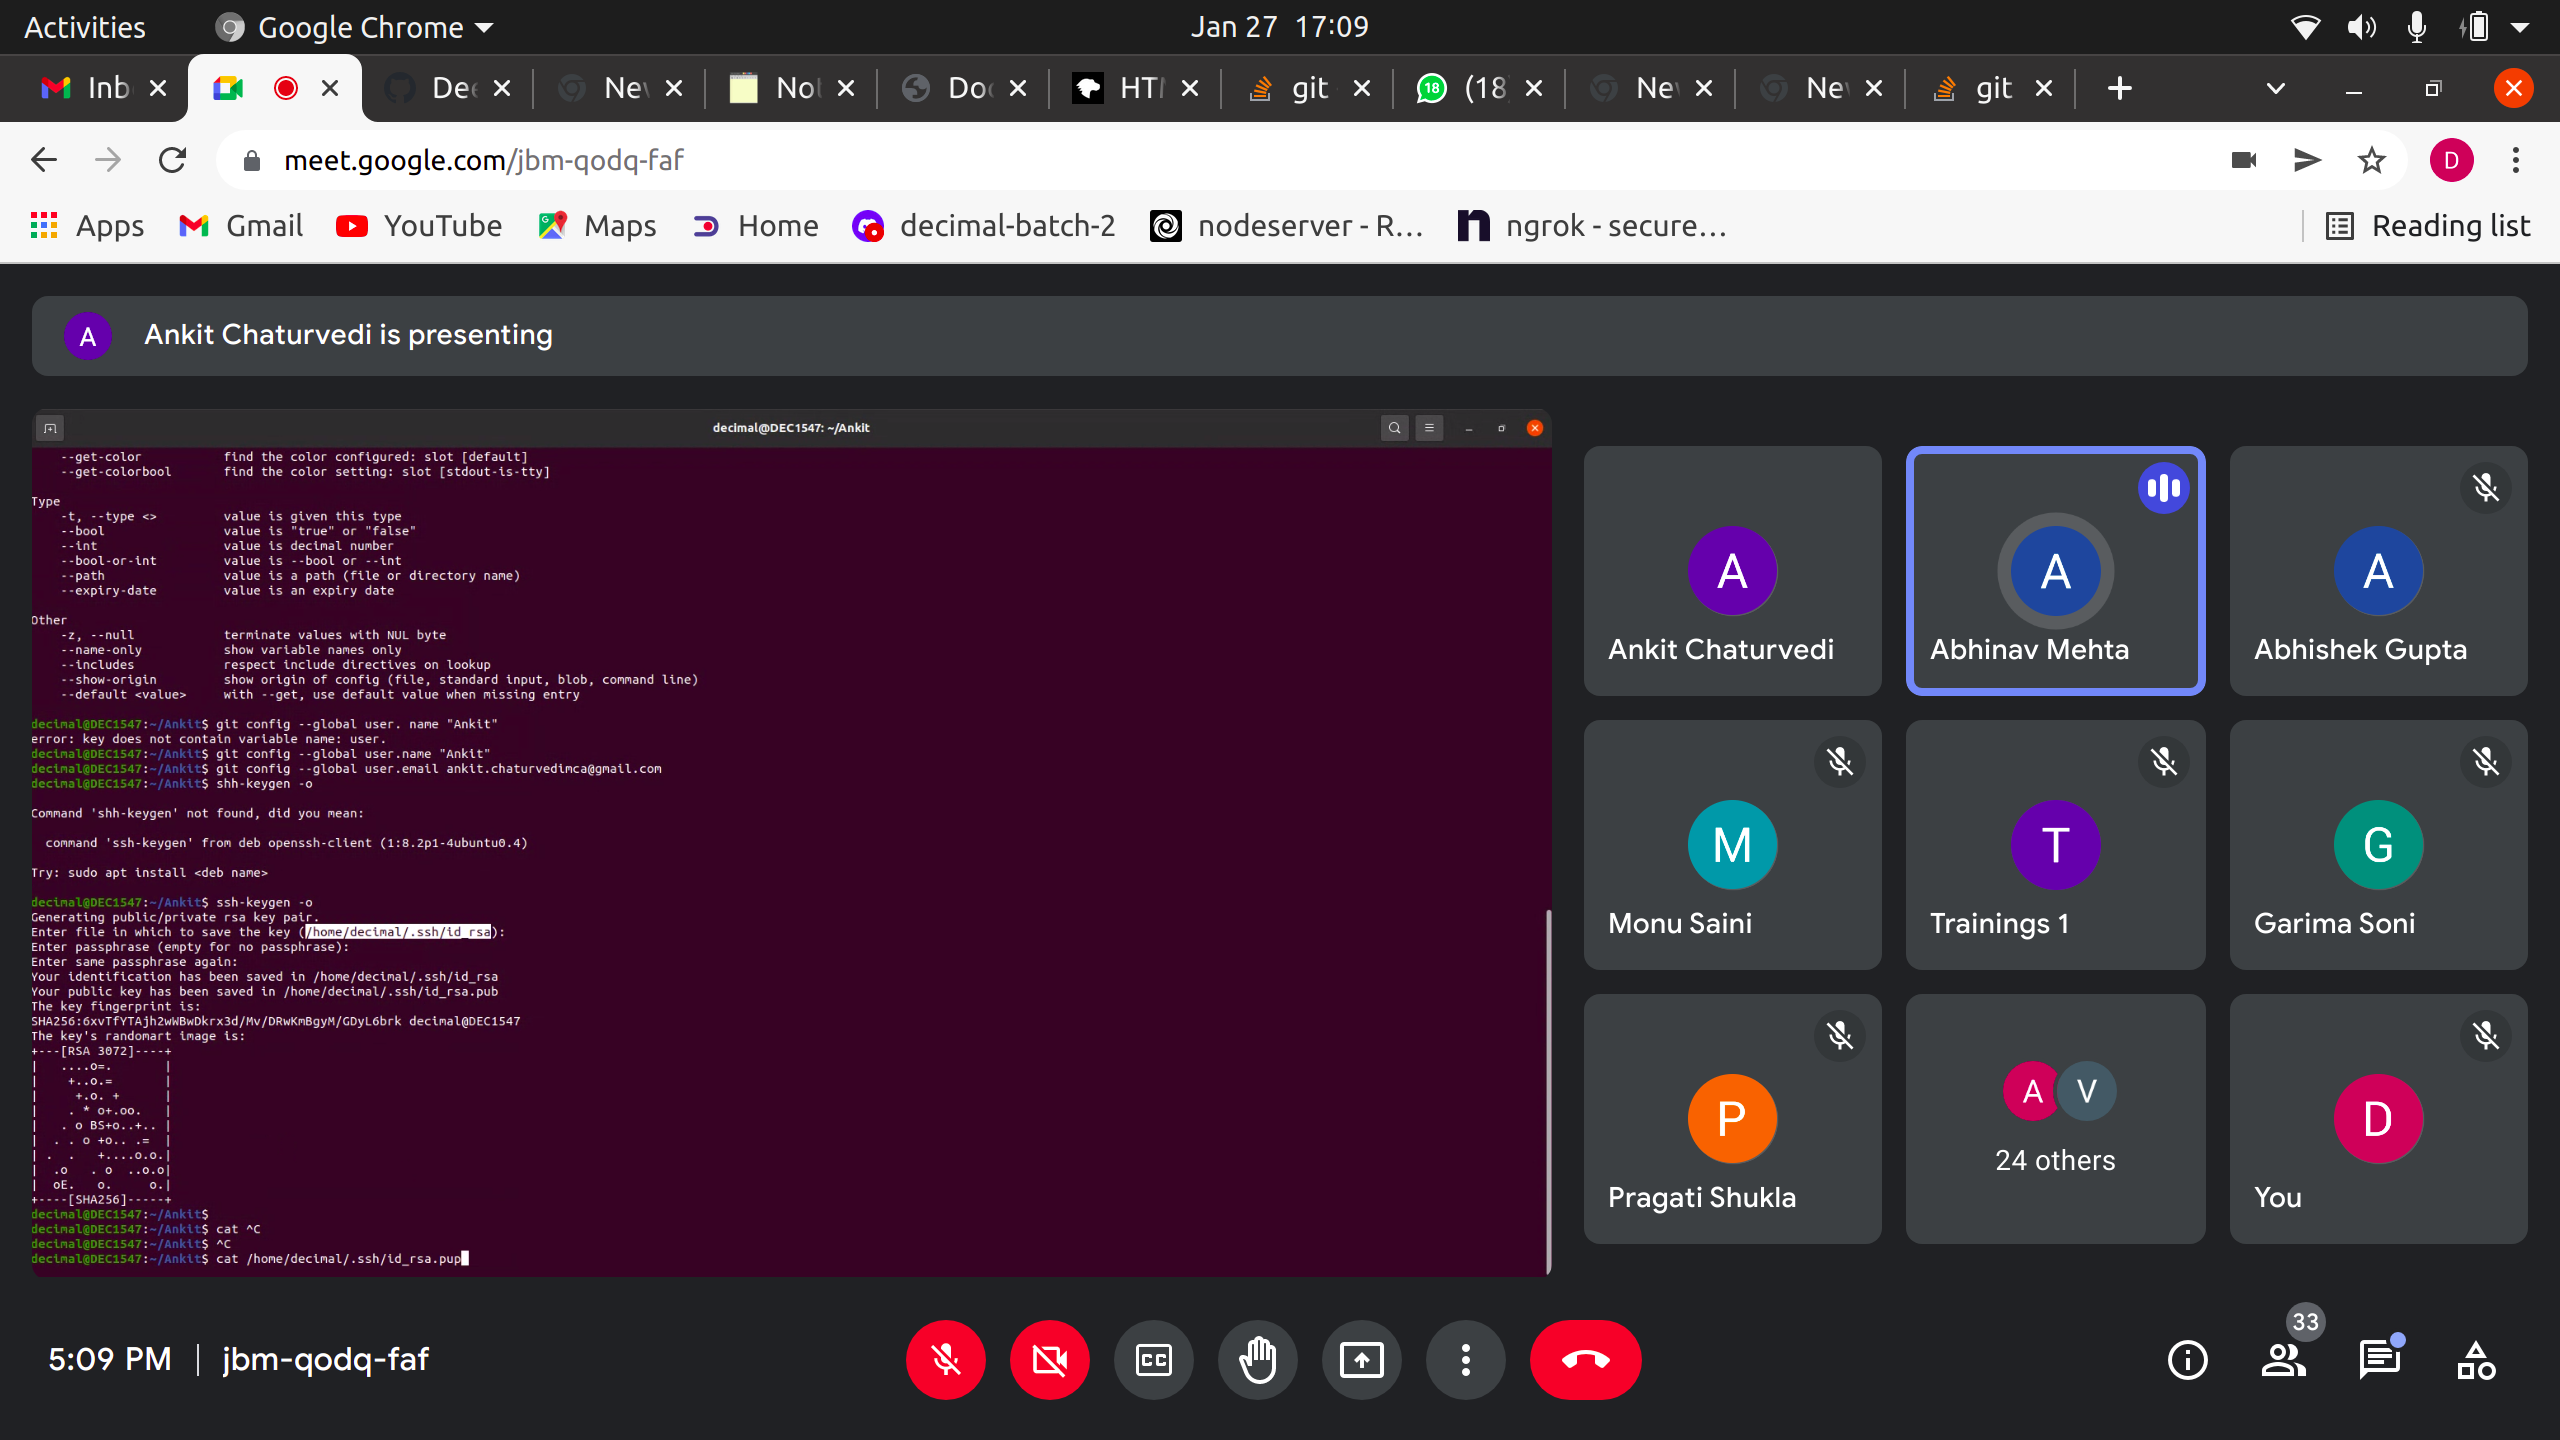 Activities Google Chrome Jan 27 17:09
Inb Dee Nev Not Doc HTM git (18 Nev Nev git
meet.google.com/jbm-qodq-faf D
Apps Gmail YouTube Maps Home decimal-batch-2 nodeserver - R... ngrok - secure... Reading list
A Ankit Chaturvedi is presenting
decimal@DEC1547: ~/Ankit
--get-color find the color configured: slot [default]
--get-colorbool find the color setting: slot [stdout-is-tty]
Type
-t, --type <> value is given this type
--bool value is "true" or "false"
--int value is decimal number
--bool-or-int value is --bool or --int
--path value is a path (file or directory name)
--expiry-date value is an expiry date
Other
-z, --null terminate values with NUL byte
--name-only show variable names only
--includes respect include directives on lookup
--show-origin show origin of config (file, standard input, blob, command line)
--default <value> with --get, use default value when missing entry
decimal@DEC1547:~/Ankit$ git config --global user. name "Ankit"
error: key does not contain variable name: user.
decimal@DEC1547:~/Ankit$ git config --global user.name "Ankit"
decimal@DEC1547:~/Ankit$ git config --global user.email ankit.chaturvedimca@gmail.com
decimal@DEC1547:~/Ankit$ shh-keygen -o
Command 'shh-keygen' not found, did you mean:
command 'ssh-keygen' from deb openssh-client (1:8.2p1-4ubuntu0.4)
Try: sudo apt install <deb name>
decimal@DEC1547:~/Ankit$ ssh-keygen -o
Generating public/private rsa key pair.
Enter file in which to save the key (/home/decimal/.ssh/id_rsa):
Enter passphrase (empty for no passphrase):
Enter same passphrase again:
Your identification has been saved in /home/decimal/.ssh/id_rsa
Your public key has been saved in /home/decimal/.ssh/id_rsa.pub
The key fingerprint is:
SHA256:6xvTfYTAjh2wWBwDkrx3d/Mv/DRwKmBgyM/GDyL6brk decimal@DEC1547
The key's randomart image is:
+---[RSA 3072]----+
|   ....o=.       |
|    +..o.=       |
|     +.o. +      |
|   . * o+.oo.   |
|   . o BS+o..+.. |
|  . . o +o.. .=  |
| .  .   +....o.o.|
|  .o   . o  ..o.o|
|  oE.   o.     o.|
+----[SHA256]-----+
decimal@DEC1547:~/Ankit$
decimal@DEC1547:~/Ankit$ cat ^C
decimal@DEC1547:~/Ankit$ ^C
decimal@DEC1547:~/Ankit$ cat /home/decimal/.ssh/id_rsa.pup
A A A
Ankit Chaturvedi Abhinav Mehta Abhishek Gupta
M T G
Monu Saini Trainings 1 Garima Soni
P A V D
24 others
Pragati Shukla You
5:09 PM | jbm-qodq-faf CC 33